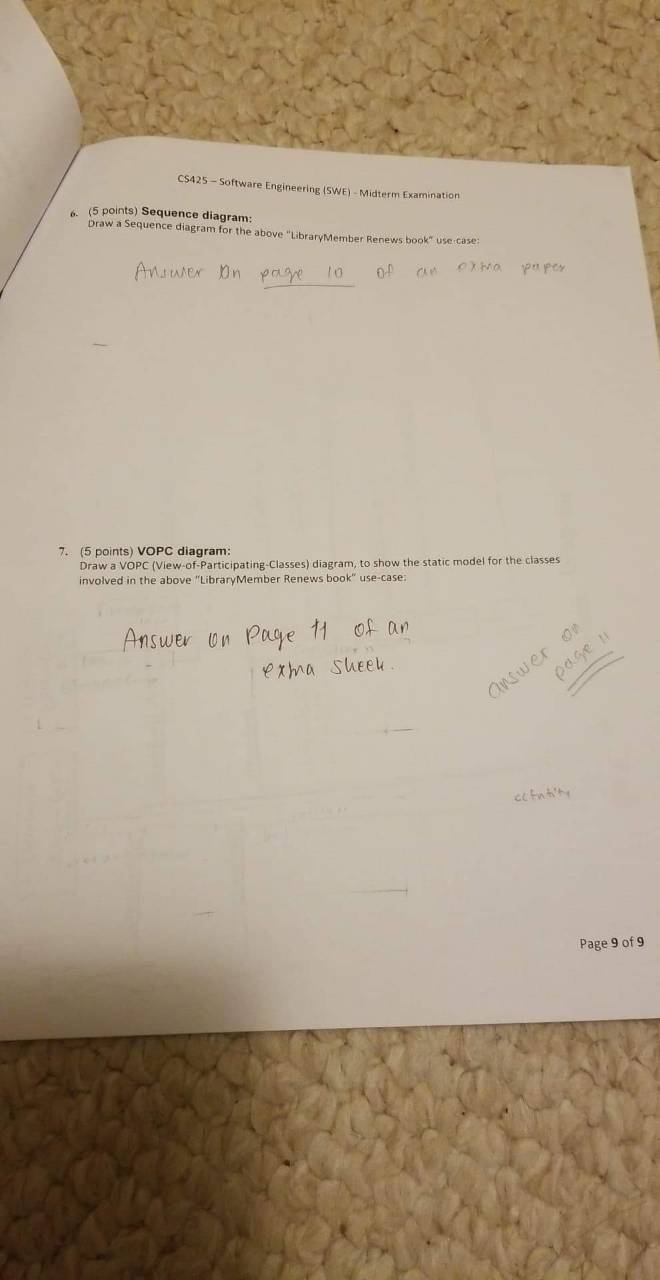 CS425 – Software Engineering (SWE) - Midterm Examination
6. (5 points) Sequence diagram:
Draw a Sequence diagram for the above "LibraryMember Renews book" use-case:
Answer On page 10 of an extra paper
7. (5 points) VOPC diagram:
Draw a VOPC (View-of-Participating-Classes) diagram, to show the static model for the classes
involved in the above "LibraryMember Renews book" use-case:
Answer on Page 11 of an
extra sheet.
answer on
page 11
Page 9 of 9